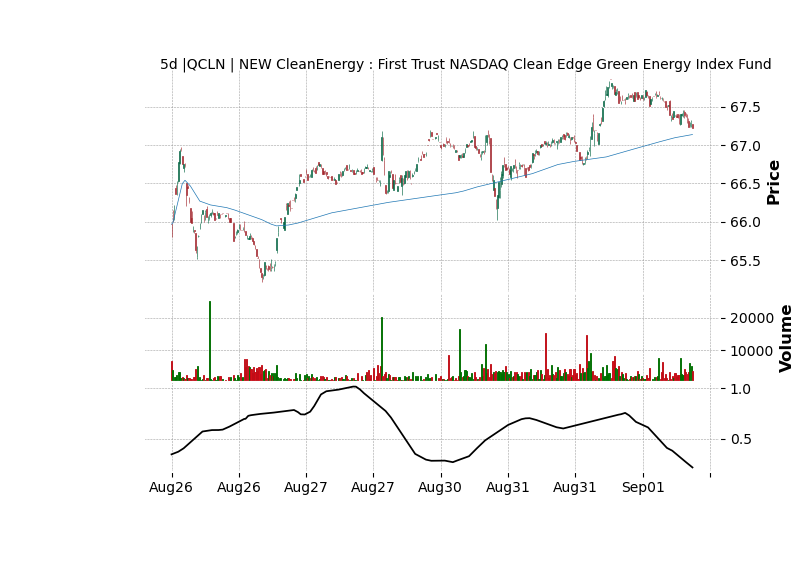 5d |QCLN | NEW CleanEnergy : First Trust NASDAQ Clean Edge Green Energy Index Fund
67.5
67.0
66.5
66.0
65.5
Price
20000
10000
Volume
1.0
0.5
Aug26 Aug26 Aug27 Aug27 Aug30 Aug31 Aug31 Sep01